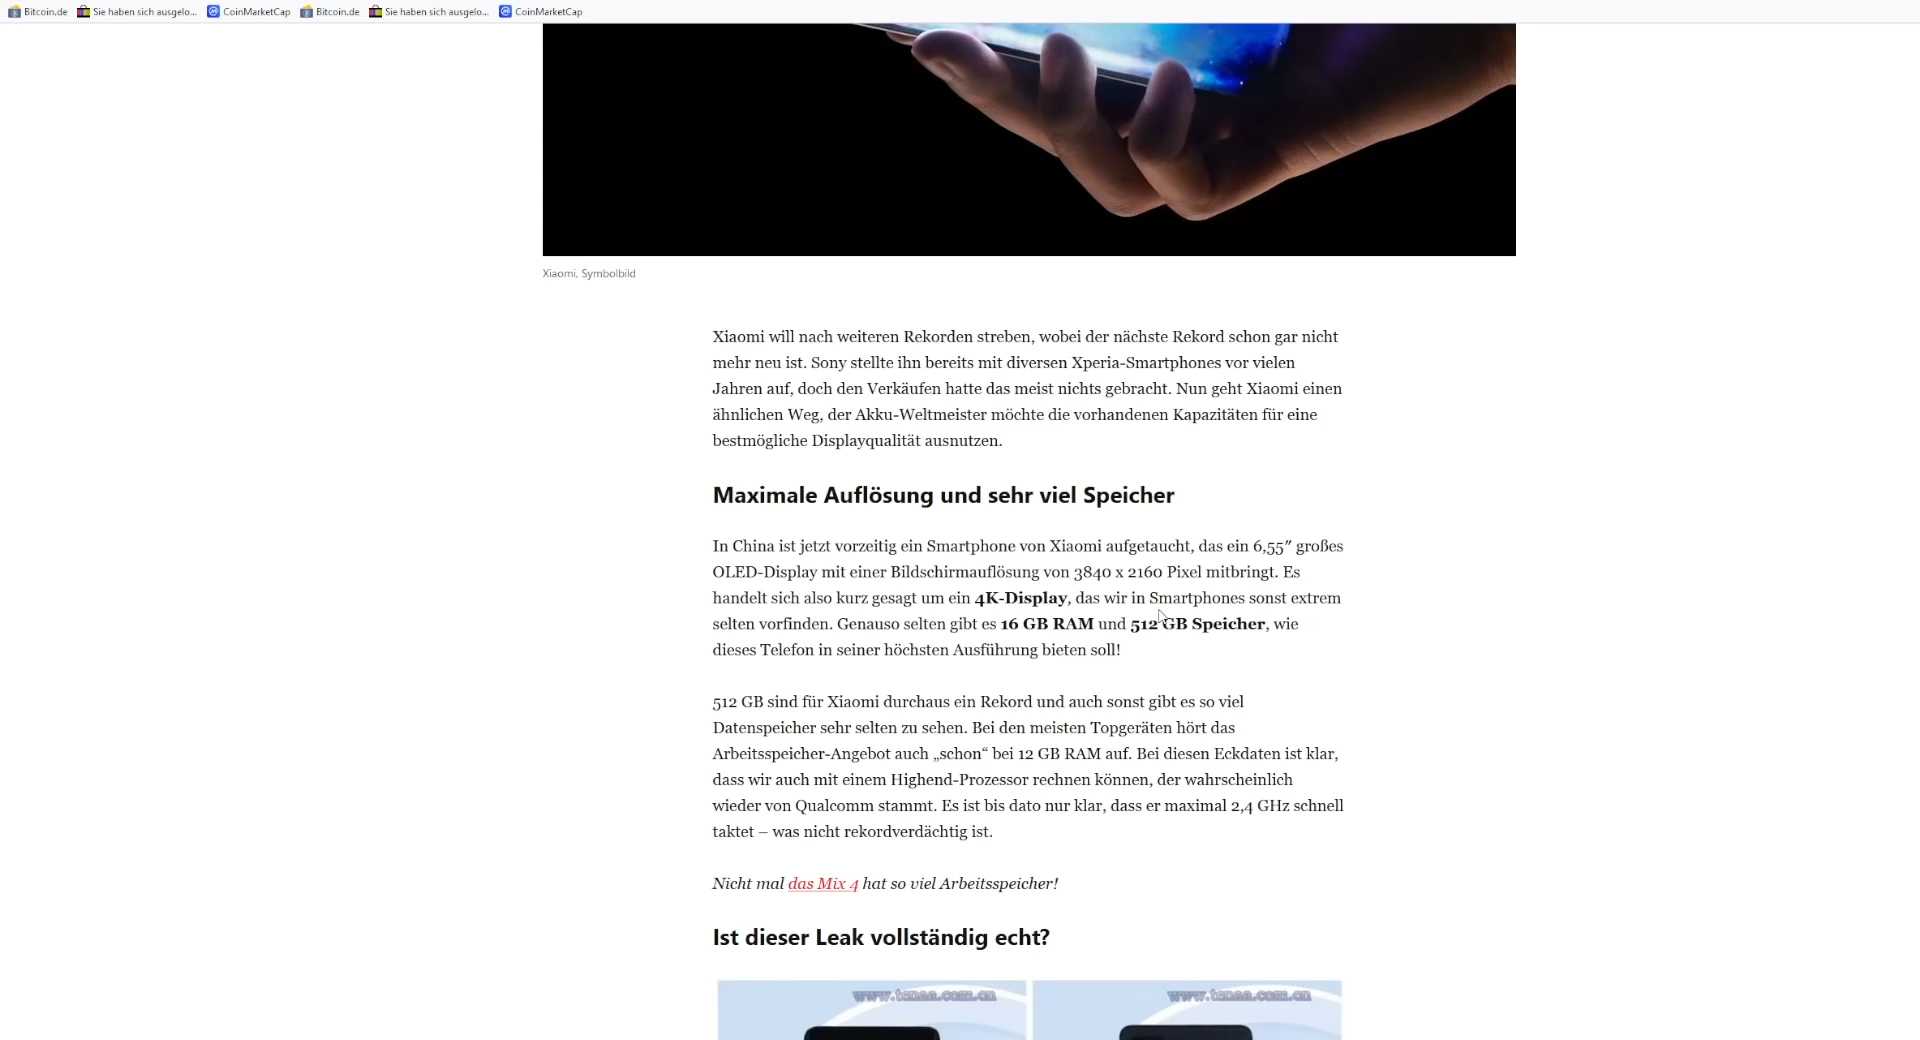 Bitcoin.de Sie haben sich ausgelo... CoinMarketCap Bitcoin.de Sie haben sich ausgelo... CoinMarketCap
Xiaomi, Symbolbild
Xiaomi will nach weiteren Rekorden streben, wobei der nächste Rekord schon gar nicht
mehr neu ist. Sony stellte ihn bereits mit diversen Xperia-Smartphones vor vielen
Jahren auf, doch den Verkäufen hatte das meist nichts gebracht. Nun geht Xiaomi einen
ähnlichen Weg, der Akku-Weltmeister möchte die vorhandenen Kapazitäten für eine
bestmögliche Displayqualität ausnutzen.
Maximale Auflösung und sehr viel Speicher
In China ist jetzt vorzeitig ein Smartphone von Xiaomi aufgetaucht, das ein 6,55″ großes
OLED-Display mit einer Bildschirmauflösung von 3840 x 2160 Pixel mitbringt. Es
handelt sich also kurz gesagt um ein 4K-Display, das wir in Smartphones sonst extrem
selten vorfinden. Genauso selten gibt es 16 GB RAM und 512 GB Speicher, wie
dieses Telefon in seiner höchsten Ausführung bieten soll!
512 GB sind für Xiaomi durchaus ein Rekord und auch sonst gibt es so viel
Datenspeicher sehr selten zu sehen. Bei den meisten Topgeräten hört das
Arbeitsspeicher-Angebot auch „schon“ bei 12 GB RAM auf. Bei diesen Eckdaten ist klar,
dass wir auch mit einem Highend-Prozessor rechnen können, der wahrscheinlich
wieder von Qualcomm stammt. Es ist bis dato nur klar, dass er maximal 2,4 GHz schnell
taktet – was nicht rekordverdächtig ist.
Nicht mal das Mix 4 hat so viel Arbeitsspeicher!
Ist dieser Leak vollständig echt?
www.tenaa.com.cn www.tenaa.com.cn